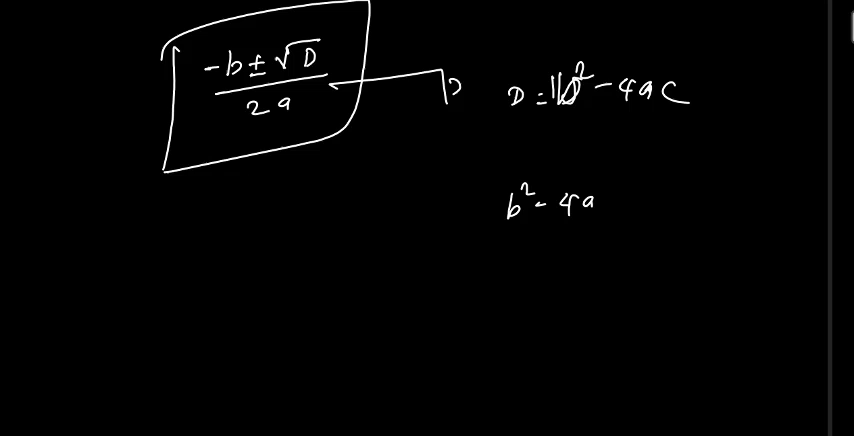 -b ± √D
2a
D
D = b² - 4ac
b² - 4a